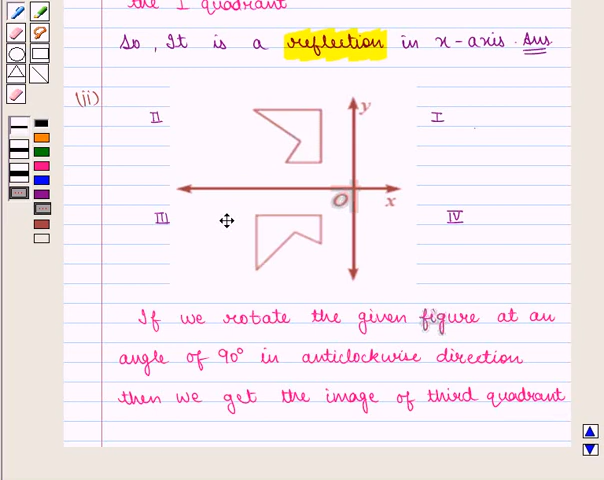 the I quadrant
So, It is a reflection in x-axis. Ans
(ii)
II
y
I
O
x
III
IV
If we rotate the given figure at an
angle of 90° in anticlockwise direction
then we get the image of third quadrant